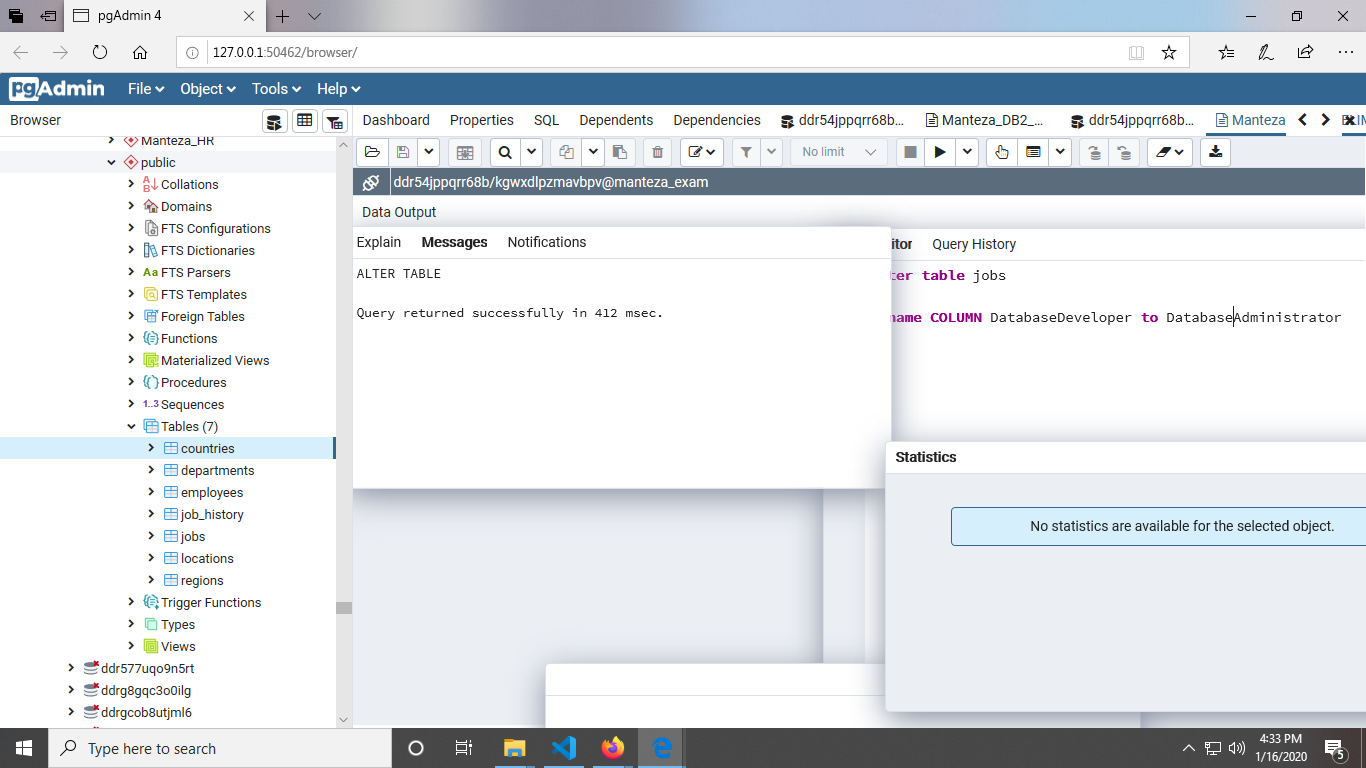 pgAdmin 4
127.0.0.1:50462/browser/
pgAdmin File Object Tools Help
Browser
Dashboard Properties SQL Dependents Dependencies ddr54jppqrr68b... Manteza_DB2_... ddr54jppqrr68b... Manteza
No limit
ddr54jppqrr68b/kgwxdlpzmavbpv@manteza_exam
Manteza_HR
public
Collations
Domains
FTS Configurations
FTS Dictionaries
Aa FTS Parsers
FTS Templates
Foreign Tables
Functions
Materialized Views
Procedures
1..3 Sequences
Tables (7)
countries
departments
employees
job_history
jobs
locations
regions
Trigger Functions
Types
Views
ddr577uqo9n5rt
ddrg8gqc3o0ilg
ddrgcob8utjml6
Data Output
Explain Messages Notifications
ALTER TABLE
Query returned successfully in 412 msec.
itor Query History
ter table jobs
name COLUMN DatabaseDeveloper to DatabaseAdministrator
Statistics
No statistics are available for the selected object.
Type here to search
4:33 PM
1/16/2020
5